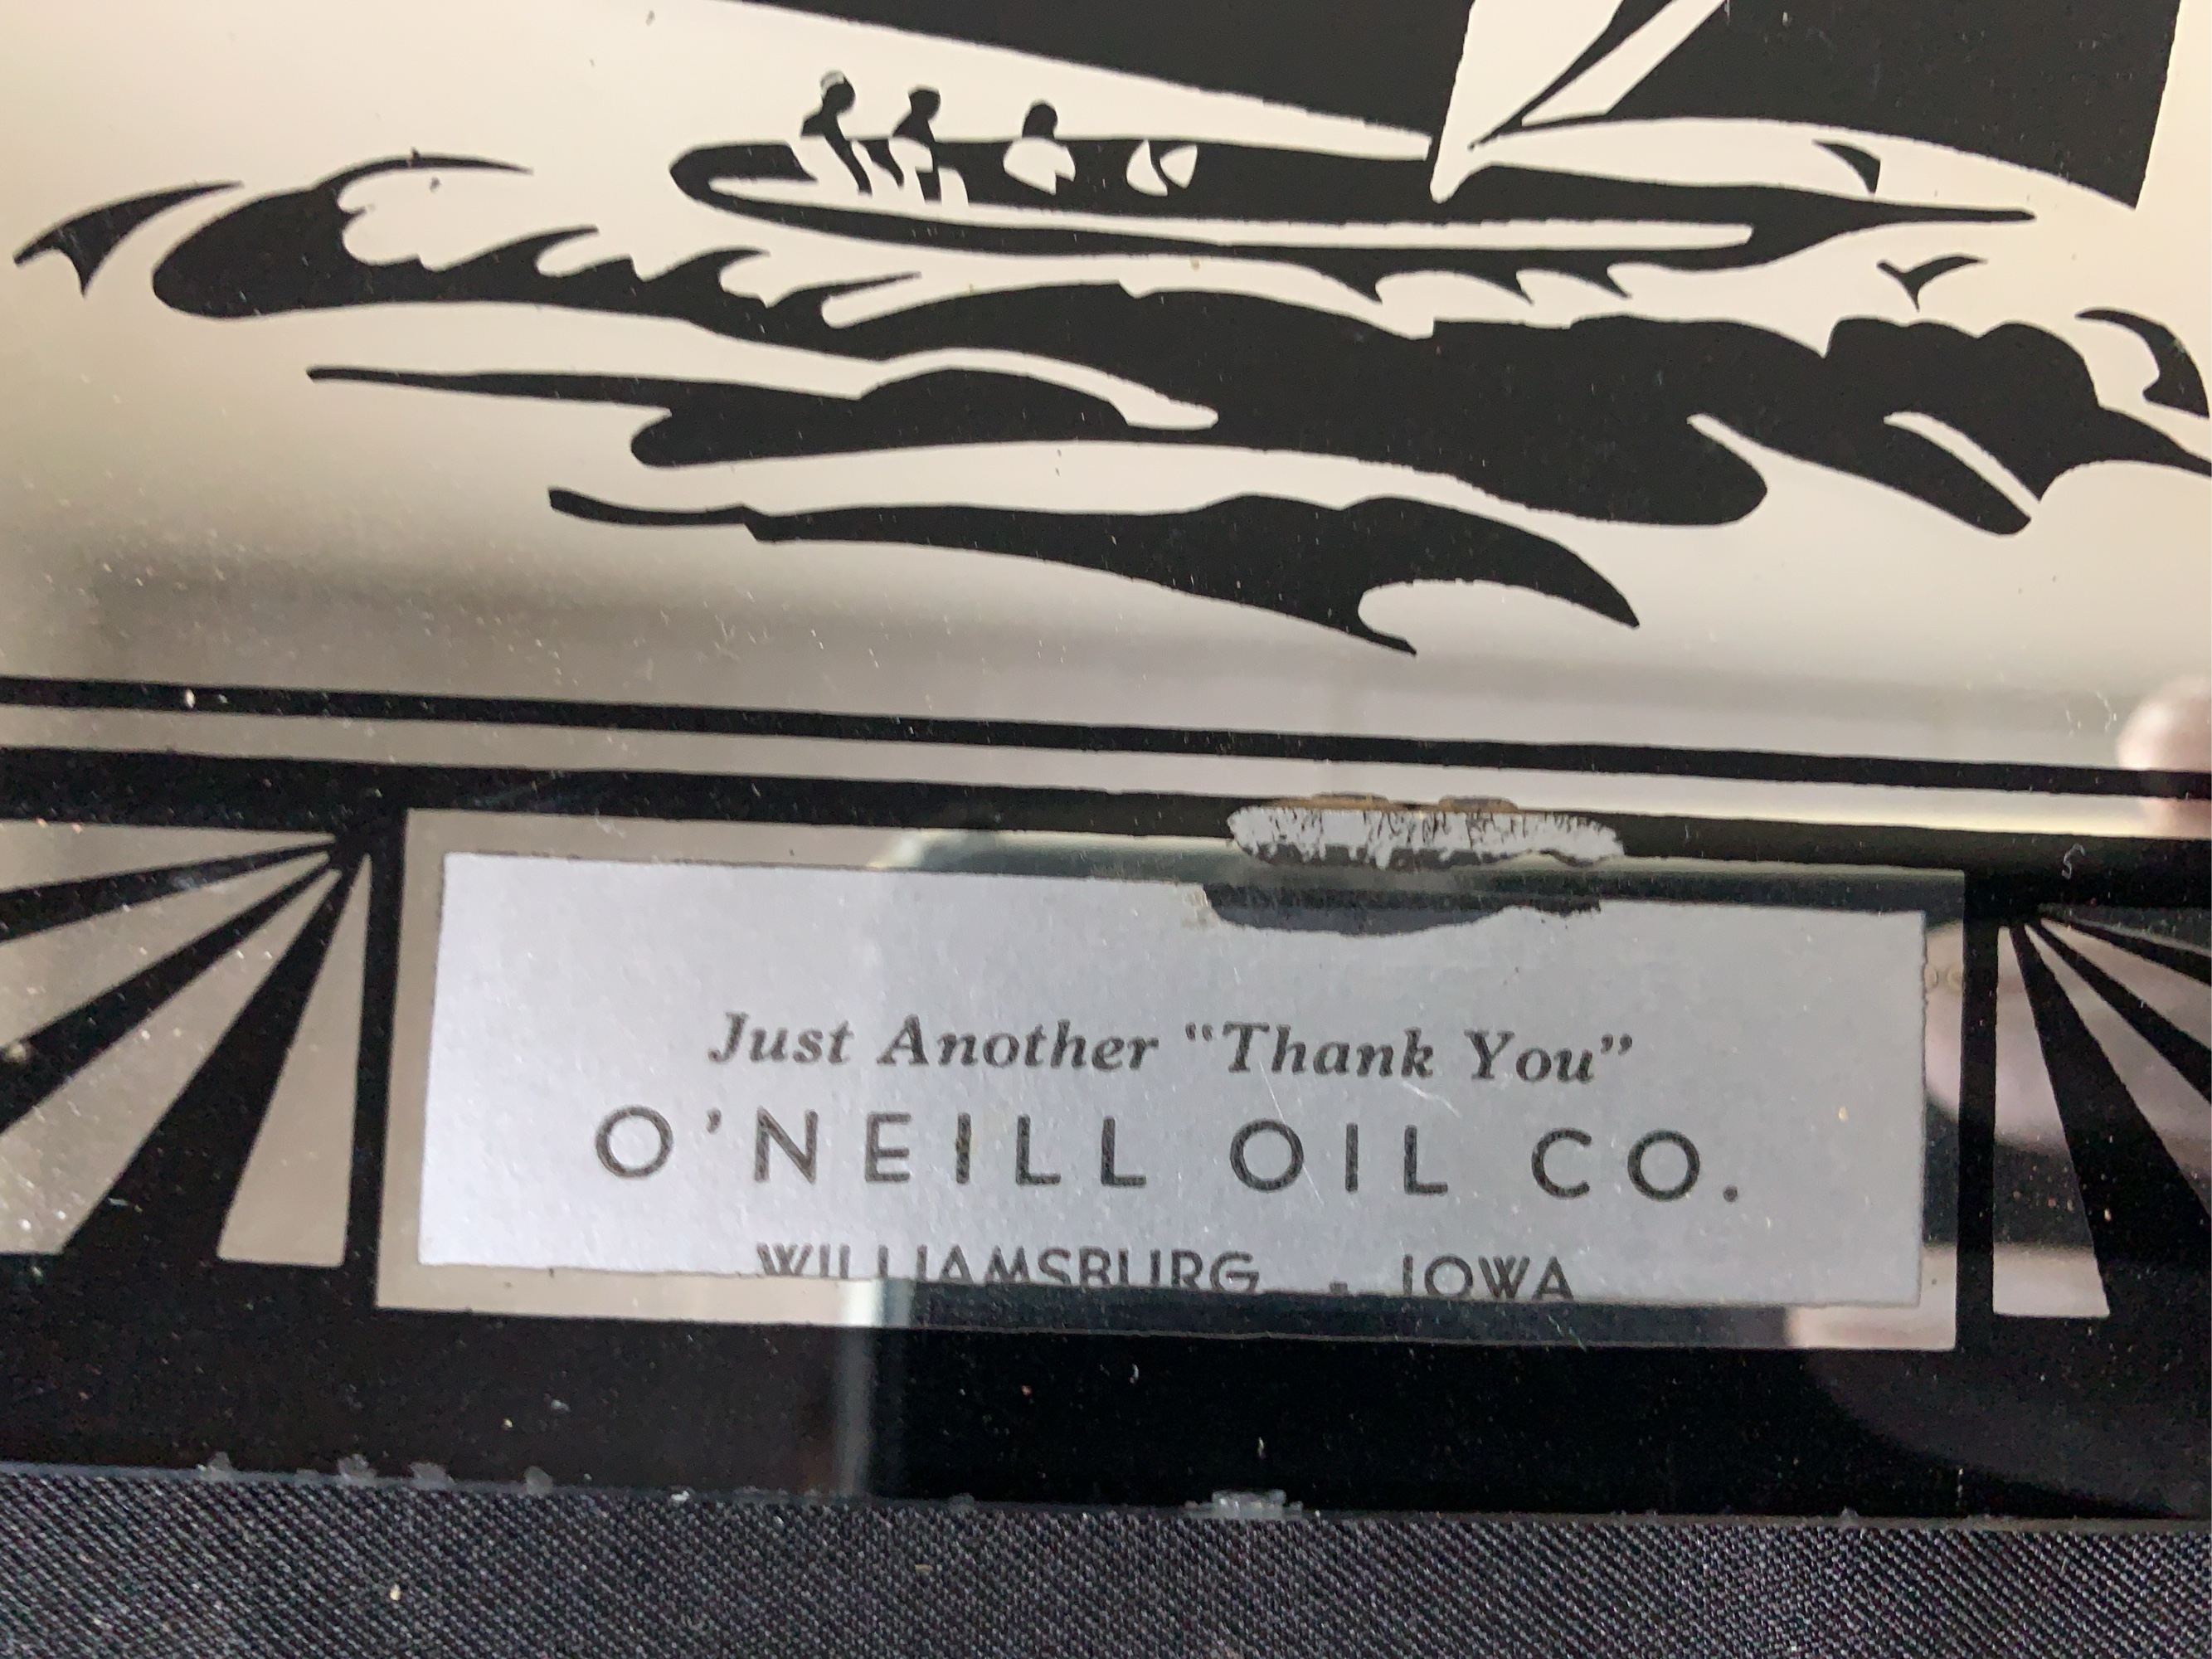 Just Another “Thank You”
O’NEILL OIL CO.
WILLIAMSBURG - IOWA